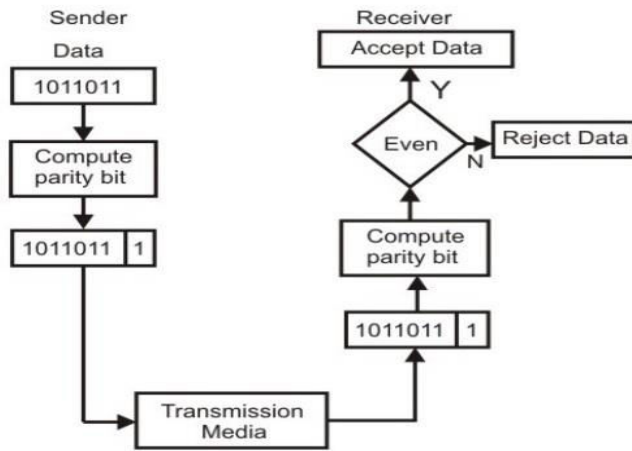 Sender
Data
1011011
Compute
parity bit
1011011 1
Transmission
Media
Receiver
Accept Data
Y
Even
N
Reject Data
Compute
parity bit
1011011 1